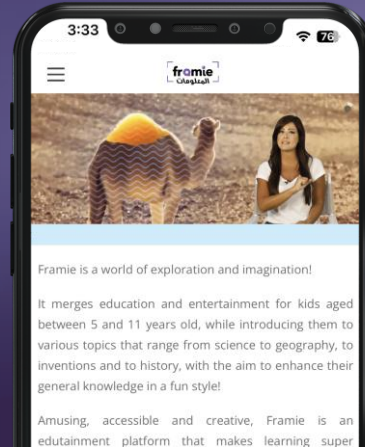 3:33
76
framie
المعلومات
Framie is a world of exploration and imagination!
It merges education and entertainment for kids aged
between 5 and 11 years old, while introducing them to
various topics that range from science to geography, to
inventions and to history, with the aim to enhance their
general knowledge in a fun style!
Amusing, accessible and creative, Framie is an
edutainment platform that makes learning super